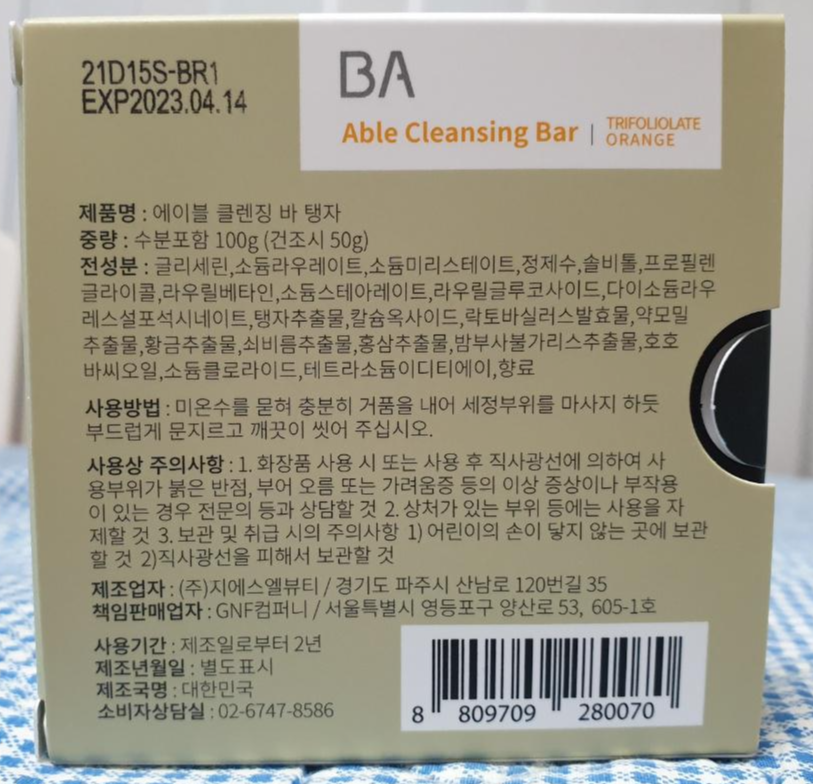 21D15S-BR1
EXP2023.04.14
BA
Able Cleansing Bar | TRIFOLIOLATE
ORANGE
제품명 : 에이블 클렌징 바 탱자
중량 : 수분포함 100g (건조시 50g)
전성분 : 글리세린,소듐라우레이트,소듐미리스테이트,정제수,솔비톨,프로필렌
글라이콜,라우릴베타인,소듐스테아레이트,라우릴글루코사이드,다이소듐라우
레스설포석시네이트,탱자추출물,칼슘옥사이드,락토바실러스발효물,약모밀
추출물,황금추출물,쇠비름추출물,홍삼추출물,밤부사불가리스추출물,호호
바씨오일,소듐클로라이드,테트라소듐이디티에이,향료
사용방법 : 미온수를 묻혀 충분히 거품을 내어 세정부위를 마사지 하듯
부드럽게 문지르고 깨끗이 씻어 주십시오.
사용상 주의사항 : 1. 화장품 사용 시 또는 사용 후 직사광선에 의하여 사
용부위가 붉은 반점, 부어 오름 또는 가려움증 등의 이상 증상이나 부작용
이 있는 경우 전문의 등과 상담할 것 2. 상처가 있는 부위 등에는 사용을 자
제할 것 3. 보관 및 취급 시의 주의사항 1) 어린이의 손이 닿지 않는 곳에 보관
할 것 2)직사광선을 피해서 보관할 것
제조업자 : (주)지에스엘뷰티 / 경기도 파주시 산남로 120번길 35
책임판매업자 : GNF컴퍼니 / 서울특별시 영등포구 양산로 53, 605-1호
사용기간 : 제조일로부터 2년
제조년월일 : 별도표시
제조국명 : 대한민국
소비자상담실 : 02-6747-8586
8 809709 280070